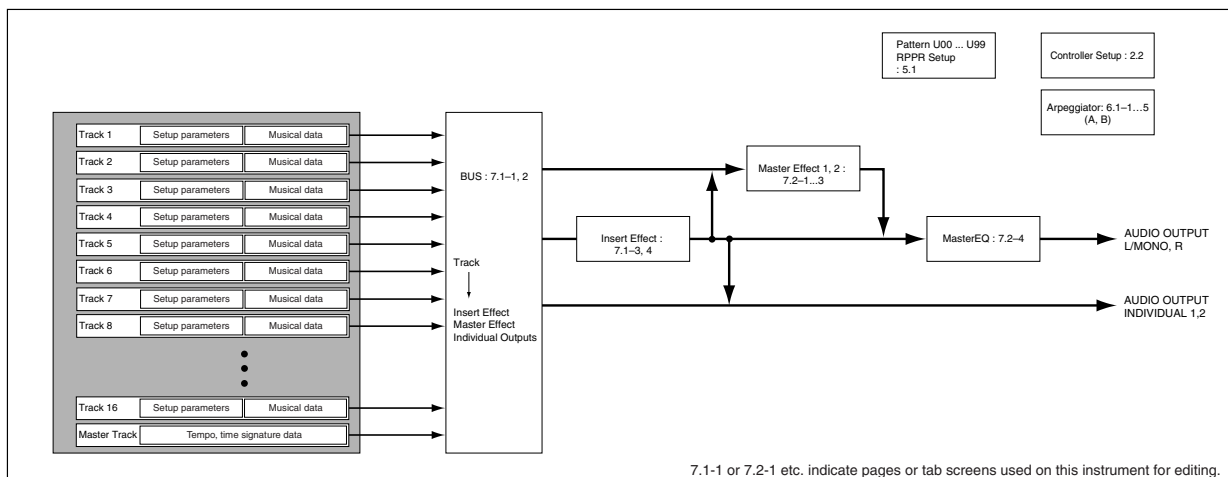 Pattern U00 ... U99
RPPR Setup
: 5.1
Controller Setup : 2.2
Arpeggiator: 6.1–1...5
(A, B)
Track 1 Setup parameters Musical data
Track 2 Setup parameters Musical data
Track 3 Setup parameters Musical data
Track 4 Setup parameters Musical data
Track 5 Setup parameters Musical data
Track 6 Setup parameters Musical data
Track 7 Setup parameters Musical data
Track 8 Setup parameters Musical data
Track 16 Setup parameters Musical data
Master Track Tempo, time signature data
BUS : 7.1–1, 2
Track
Insert Effect
Master Effect
Individual Outputs
Insert Effect :
7.1–3, 4
Master Effect 1, 2 :
7.2–1...3
MasterEQ : 7.2–4
AUDIO OUTPUT
L/MONO, R
AUDIO OUTPUT
INDIVIDUAL 1,2
7.1-1 or 7.2-1 etc. indicate pages or tab screens used on this instrument for editing.